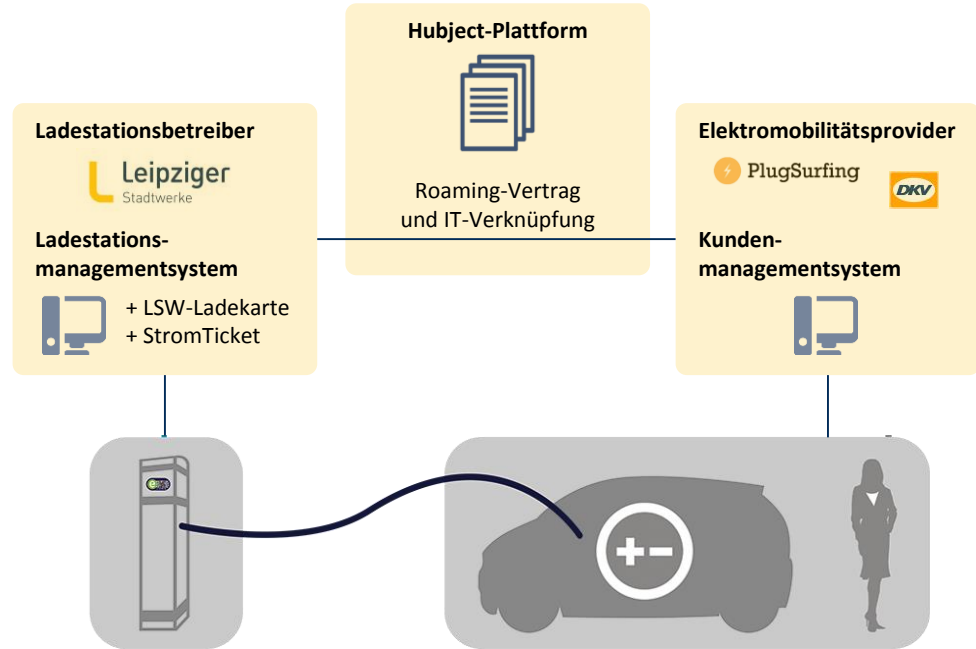 Hubject-Plattform
Roaming-Vertrag
und IT-Verknüpfung
Ladestationsbetreiber
Leipziger
Stadtwerke
Ladestations-
managementsystem
+ LSW-Ladekarte
+ StromTicket
Elektromobilitätsprovider
PlugSurfing
DKV
Kunden-
managementsystem